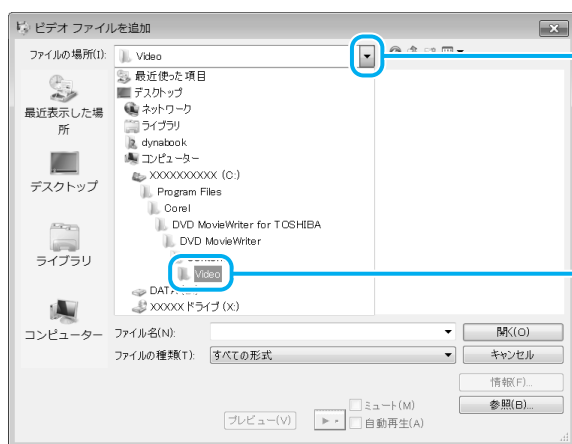 ビデオ ファイルを追加
ファイルの場所(I): Video
最近使った項目
デスクトップ
ネットワーク
ライブラリ
dynabook
コンピューター
XXXXXXXXXX (C:)
Program Files
Corel
DVD MovieWriter for TOSHIBA
DVD MovieWriter
Video
XXXXX ドライブ (X:)
最近表示した場
所
デスクトップ
ライブラリ
コンピューター
ファイル名(N):
開く(O)
ファイルの種類(T): すべての形式
キャンセル
情報(F)...
参照(B)...
プレビュー(V)
ミュート(M)
自動再生(A)